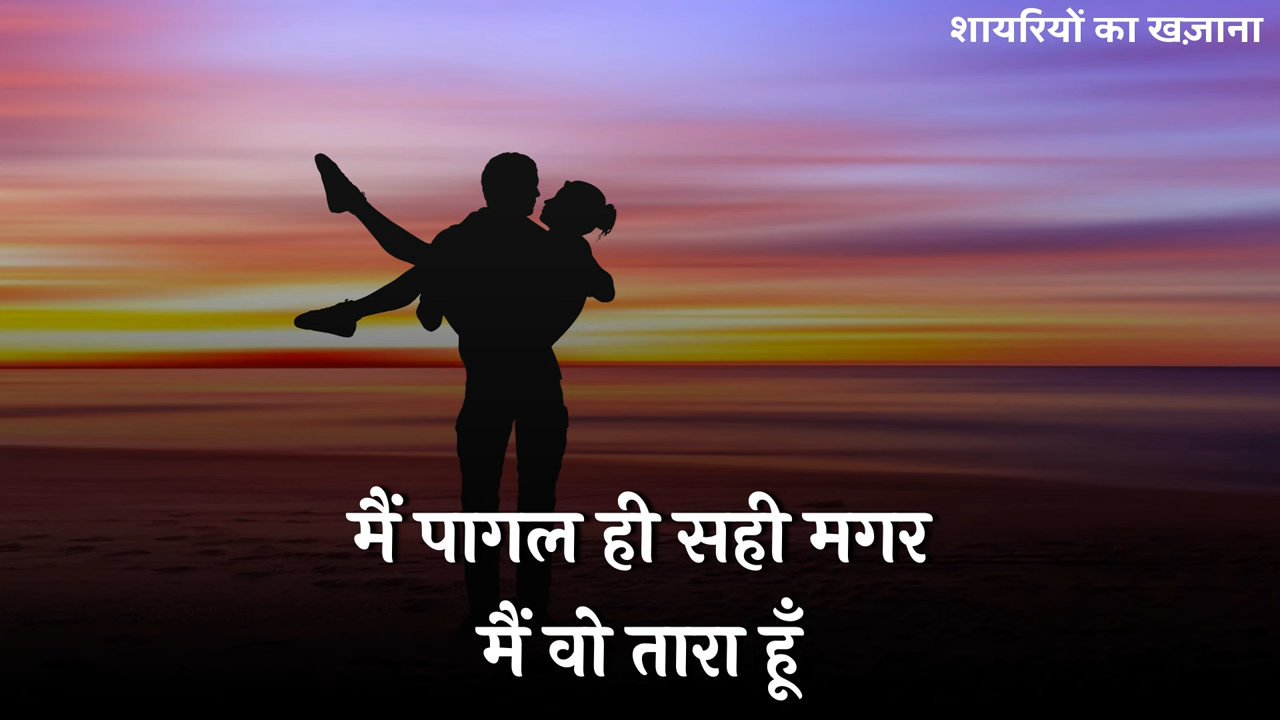 शायरियों का खज़ाना
मैं पागल ही सही मगर
मैं वो तारा हूँ